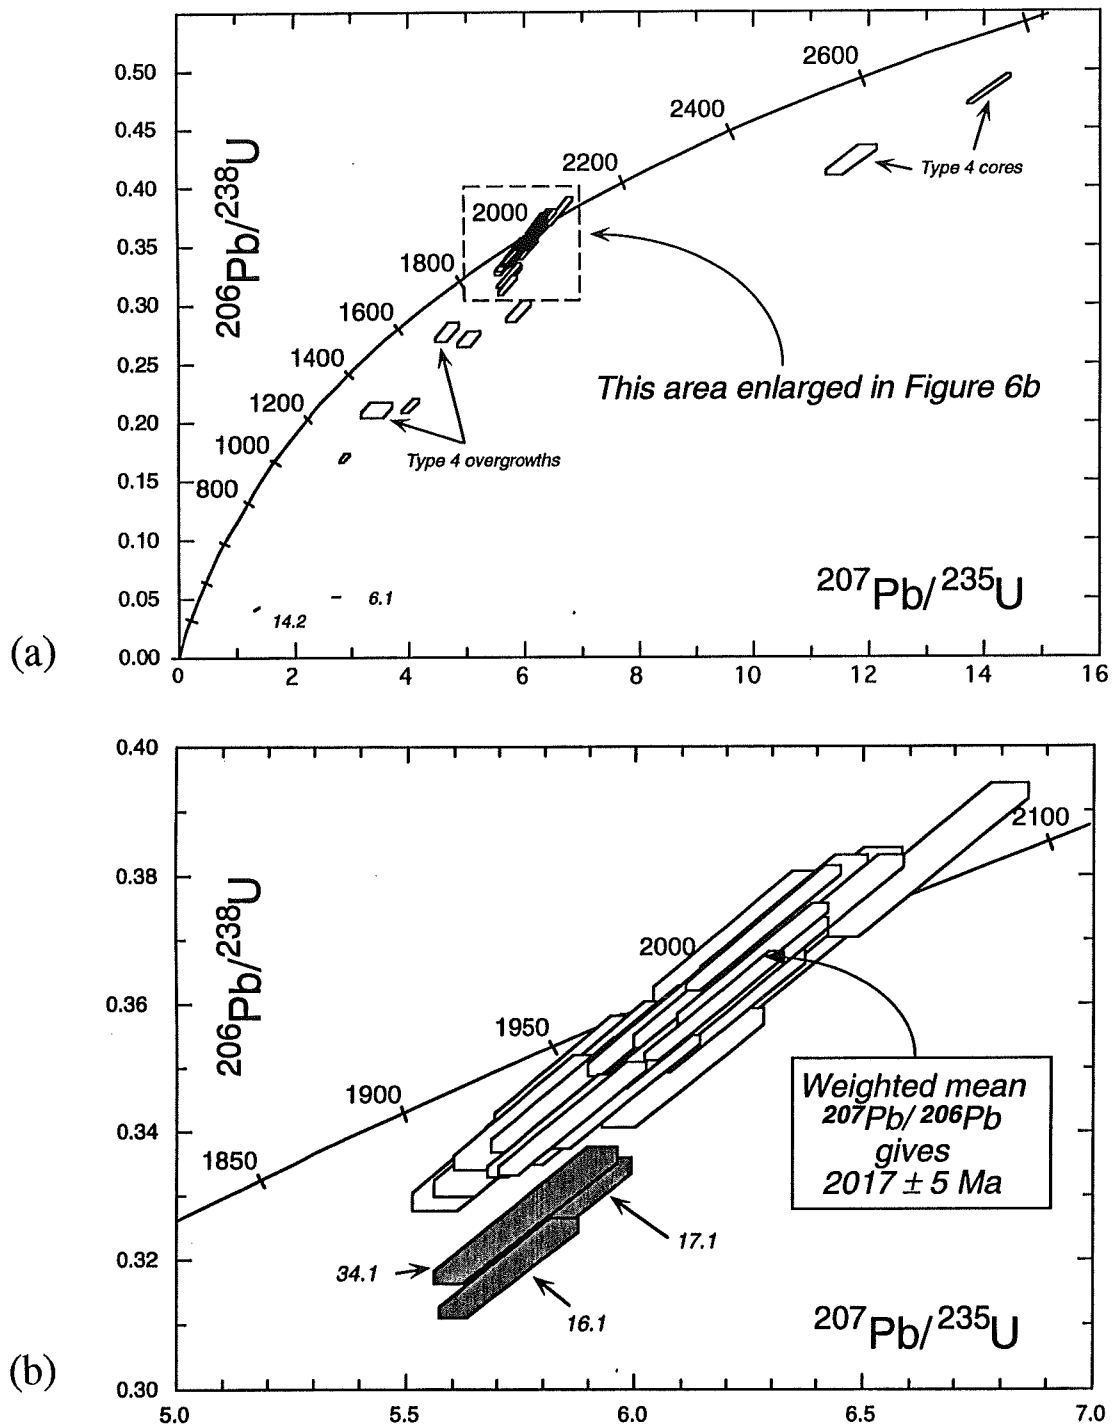 0.50
0.45
0.40
0.35
0.30
0.25
0.20
0.15
0.10
0.05
0.00
206Pb/238U
2600
2400
2200
2000
1800
1600
1400
1200
1000
800
Type 4 cores
This area enlarged in Figure 6b
Type 4 overgrowths
14.2
6.1
207Pb/235U
(a)
0 2 4 6 8 10 12 14 16
0.40
0.38
0.36
0.34
0.32
0.30
206Pb/238U
2100
2000
1950
1900
1850
Weighted mean
207Pb/206Pb
gives
2017 ± 5 Ma
34.1
17.1
16.1
207Pb/235U
(b)
5.0 5.5 6.0 6.5 7.0